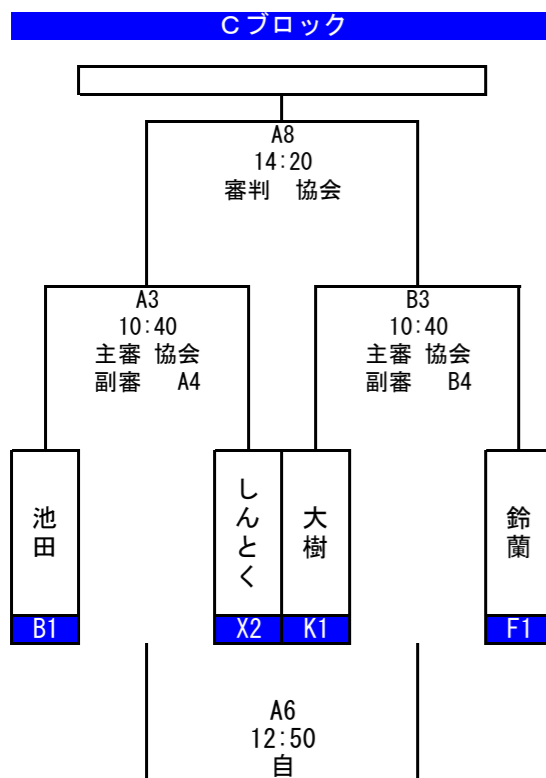 Cブロック
A8
14:20
審判　協会
A3
10:40
主審 協会
副審　 A4
B3
10:40
主審 協会
副審　 B4
池田
しんとく
大樹
鈴蘭
B1
X2
K1
F1
A6
12:50
自